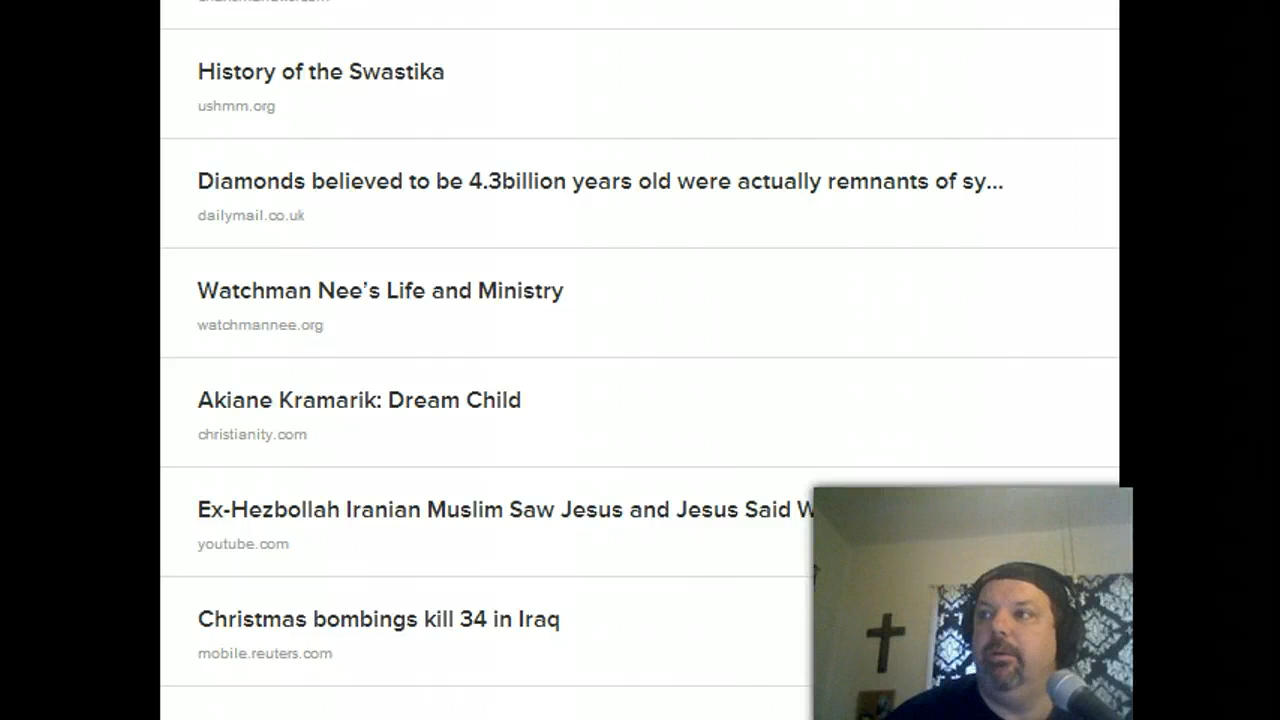 History of the Swastika
ushmm.org
Diamonds believed to be 4.3billion years old were actually remnants of sy...
dailymail.co.uk
Watchman Nee's Life and Ministry
watchmannee.org
Akiane Kramarik: Dream Child
christianity.com
Ex-Hezbollah Iranian Muslim Saw Jesus and Jesus Said
youtube.com
Christmas bombings kill 34 in Iraq
mobile.reuters.com